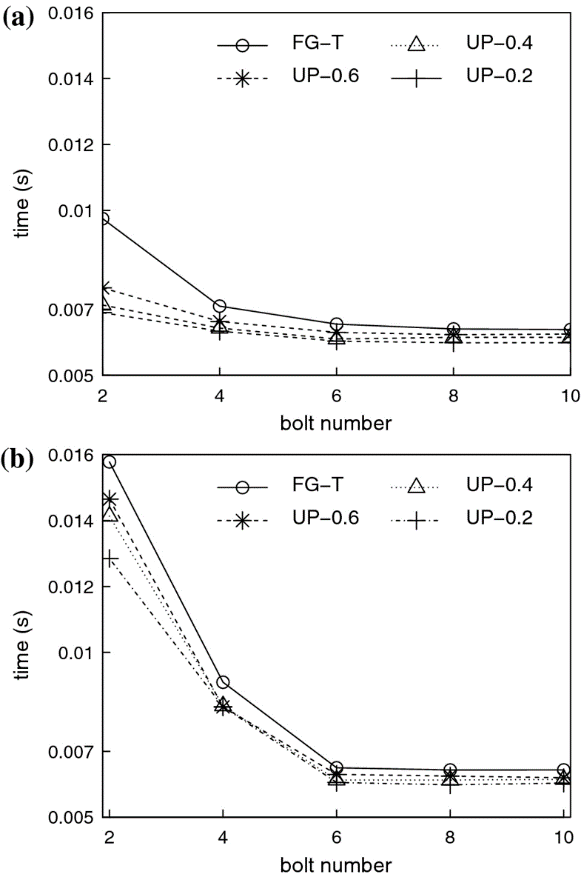 (a)
0.016
0.014
0.012
0.01
0.007
0.005
time (s)
FG-T
UP-0.4
UP-0.6
UP-0.2
2 4 6 8 10
bolt number
(b)
0.016
0.014
0.012
0.01
0.007
0.005
time (s)
FG-T
UP-0.4
UP-0.6
UP-0.2
2 4 6 8 10
bolt number